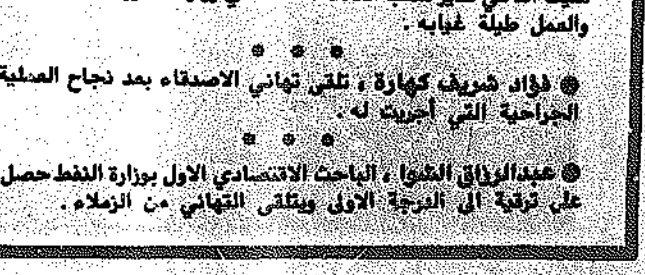 والعمل طيلة غيابه .
● ● ●
● فؤاد شريف كهارة ، تلقى تهاني الاصدقاء بعد نجاح العملية
الجراحية التي أجريت له .
● ● ●
● عبدالرزاق الشوا ، الباحث الاقتصادي الاول بوزارة النفط حصل
على ترقية الى الدرجة الاولى ويتلقى التهاني من الزملاء .